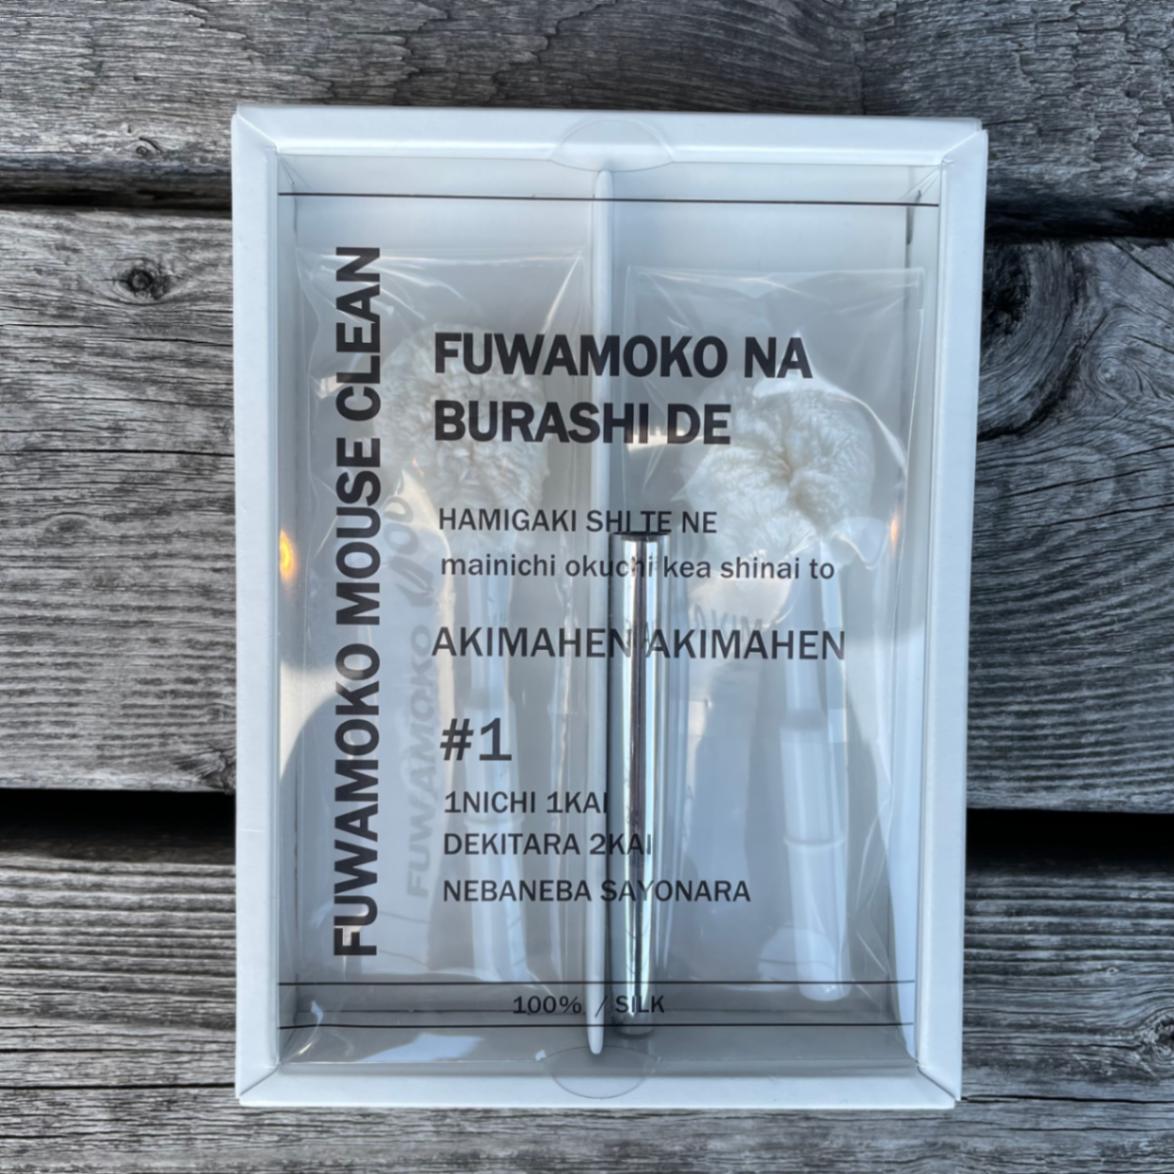 FUWAMOKO MOUSE CLEAN
FUWAMOKO NA
BURASHI DE
HAMIGAKI SHI TE NE
mainichi okuchi kea shinai to
AKIMAHEN AKIMAHEN
#1
1NICHI 1KAI
DEKITARA 2KAI
NEBANEBA SAYONARA
100% / SILK